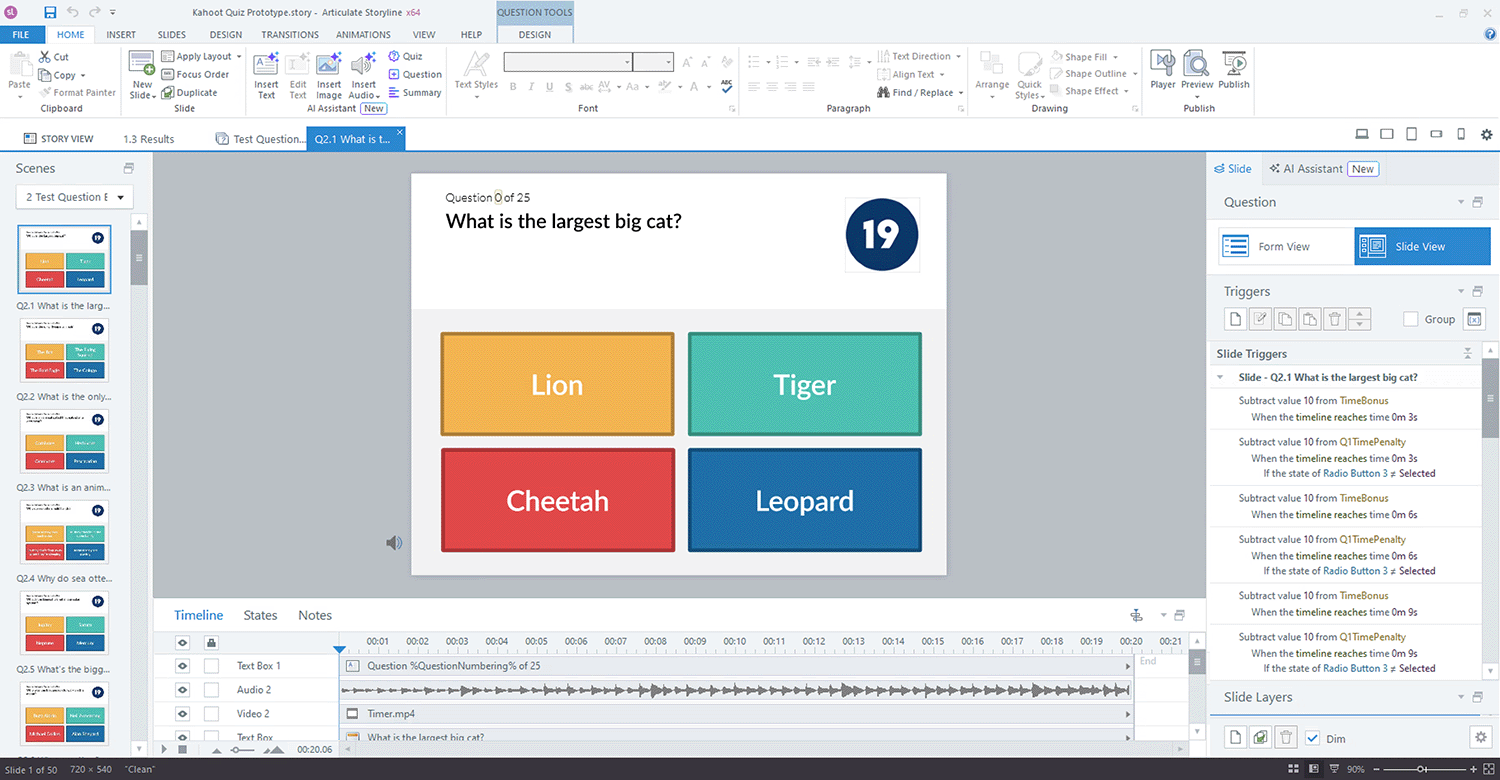 Kahoot Quiz Prototype.story - Articulate Storyline x64
QUESTION TOOLS
FILE HOME INSERT SLIDES DESIGN TRANSITIONS ANIMATIONS VIEW HELP DESIGN
Paste
Cut
Copy
Format Painter
Clipboard
New Slide
Apply Layout
Focus Order
Duplicate
Slide
Insert Text
Edit Text
Insert Image
Insert Audio
Quiz
Question
Summary
AI Assistant New
Text Styles
B I U S abc AV Aa A ABC
Font
Text Direction
Align Text
Find / Replace
Paragraph
Arrange
Quick Styles
Shape Fill
Shape Outline
Shape Effect
Drawing
Player Preview Publish
Publish
STORY VIEW
1.3 Results
Test Question...
Q2.1 What is t...
Scenes
2 Test Question E
Q2.1 What is the larg...
Q2.2 What is the only...
Q2.3 What is an anim...
Q2.4 Why do sea otte...
Q2.5 What's the bigg...
Question 0 of 25
What is the largest big cat?
19
Lion
Tiger
Cheetah
Leopard
Timeline States Notes
00:01 00:02 00:03 00:04 00:05 00:06 00:07 00:08 00:09 00:10 00:11 00:12 00:13 00:14 00:15 00:16 00:17 00:18 00:19 00:20 00:21
Text Box 1 Question %QuestionNumbering% of 25 End
Audio 2
Video 2 Timer.mp4
Text Box What is the largest big cat?
00:20.06
Slide AI Assistant New
Question
Form View Slide View
Triggers
Group
Slide Triggers
Slide - Q2.1 What is the largest big cat?
Subtract value 10 from TimeBonus
When the timeline reaches time 0m 3s
Subtract value 10 from Q1TimePenalty
When the timeline reaches time 0m 3s
If the state of Radio Button 3 ≠ Selected
Subtract value 10 from TimeBonus
When the timeline reaches time 0m 6s
Subtract value 10 from Q1TimePenalty
When the timeline reaches time 0m 6s
If the state of Radio Button 3 ≠ Selected
Subtract value 10 from TimeBonus
When the timeline reaches time 0m 9s
Subtract value 10 from Q1TimePenalty
When the timeline reaches time 0m 9s
If the state of Radio Button 3 ≠ Selected
Slide Layers
Dim
Slide 1 of 50 720 × 540 "Clean" 90%